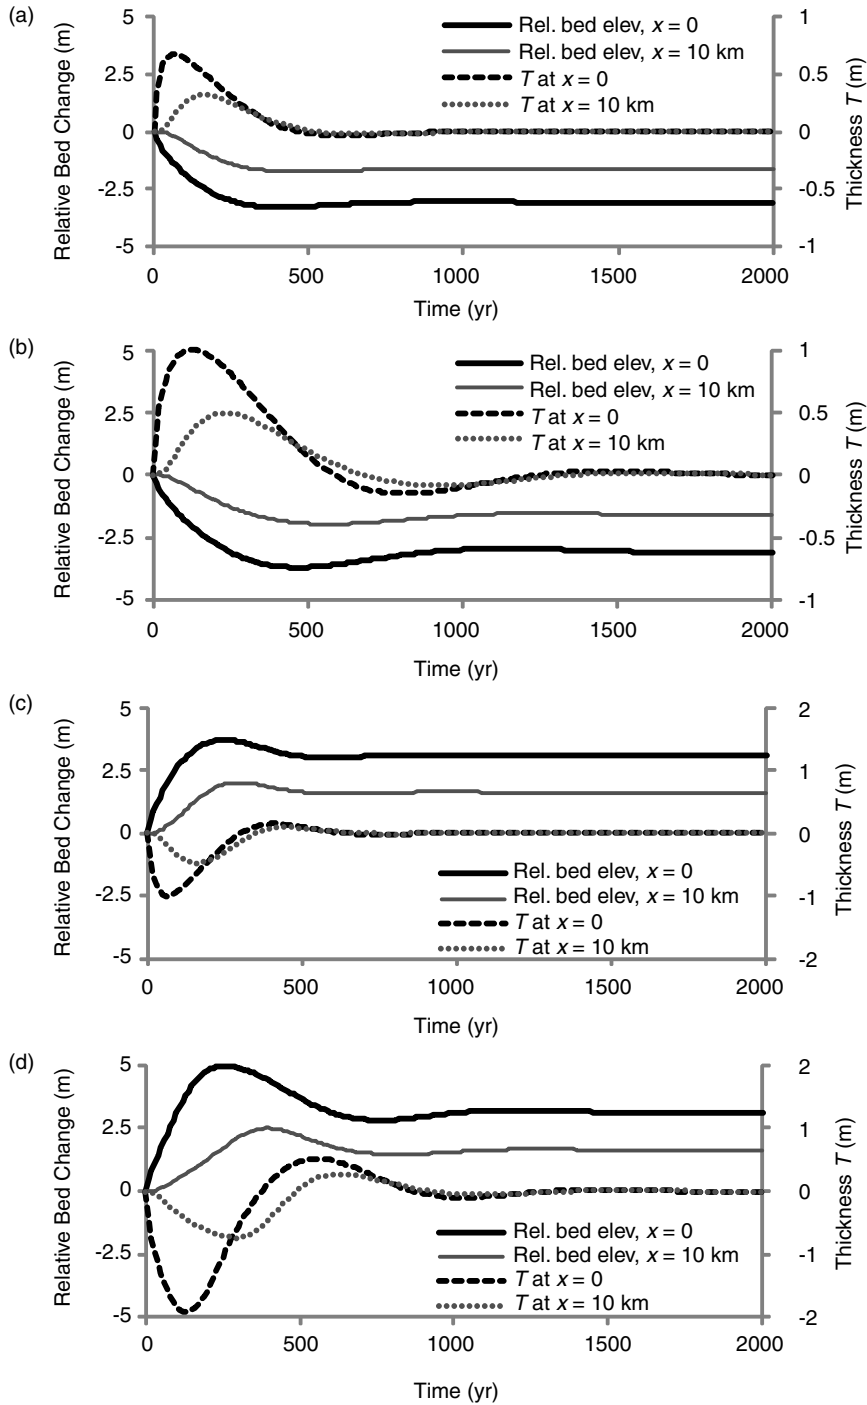 (a)
Relative Bed Change (m)
5
2.5
0
-2.5
-5
Rel. bed elev, x = 0
Rel. bed elev, x = 10 km
T at x = 0
T at x = 10 km
1
0.5
0
-0.5
-1
Thickness T (m)
0 500 1000 1500 2000
Time (yr)
(b)
Relative Bed Change (m)
5
2.5
0
-2.5
-5
Rel. bed elev, x = 0
Rel. bed elev, x = 10 km
T at x = 0
T at x = 10 km
1
0.5
0
-0.5
-1
Thickness T (m)
0 500 1000 1500 2000
Time (yr)
(c)
Relative Bed Change (m)
5
2.5
0
-2.5
-5
Rel. bed elev, x = 0
Rel. bed elev, x = 10 km
T at x = 0
T at x = 10 km
2
1
0
-1
-2
Thickness T (m)
0 500 1000 1500 2000
Time (yr)
(d)
Relative Bed Change (m)
5
2.5
0
-2.5
-5
Rel. bed elev, x = 0
Rel. bed elev, x = 10 km
T at x = 0
T at x = 10 km
2
1
0
-1
-2
Thickness T (m)
0 500 1000 1500 2000
Time (yr)